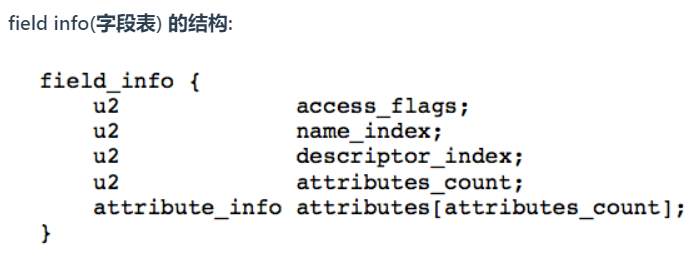 field info(字段表) 的结构:
field_info {
u2 access_flags;
u2 name_index;
u2 descriptor_index;
u2 attributes_count;
attribute_info attributes[attributes_count];
}